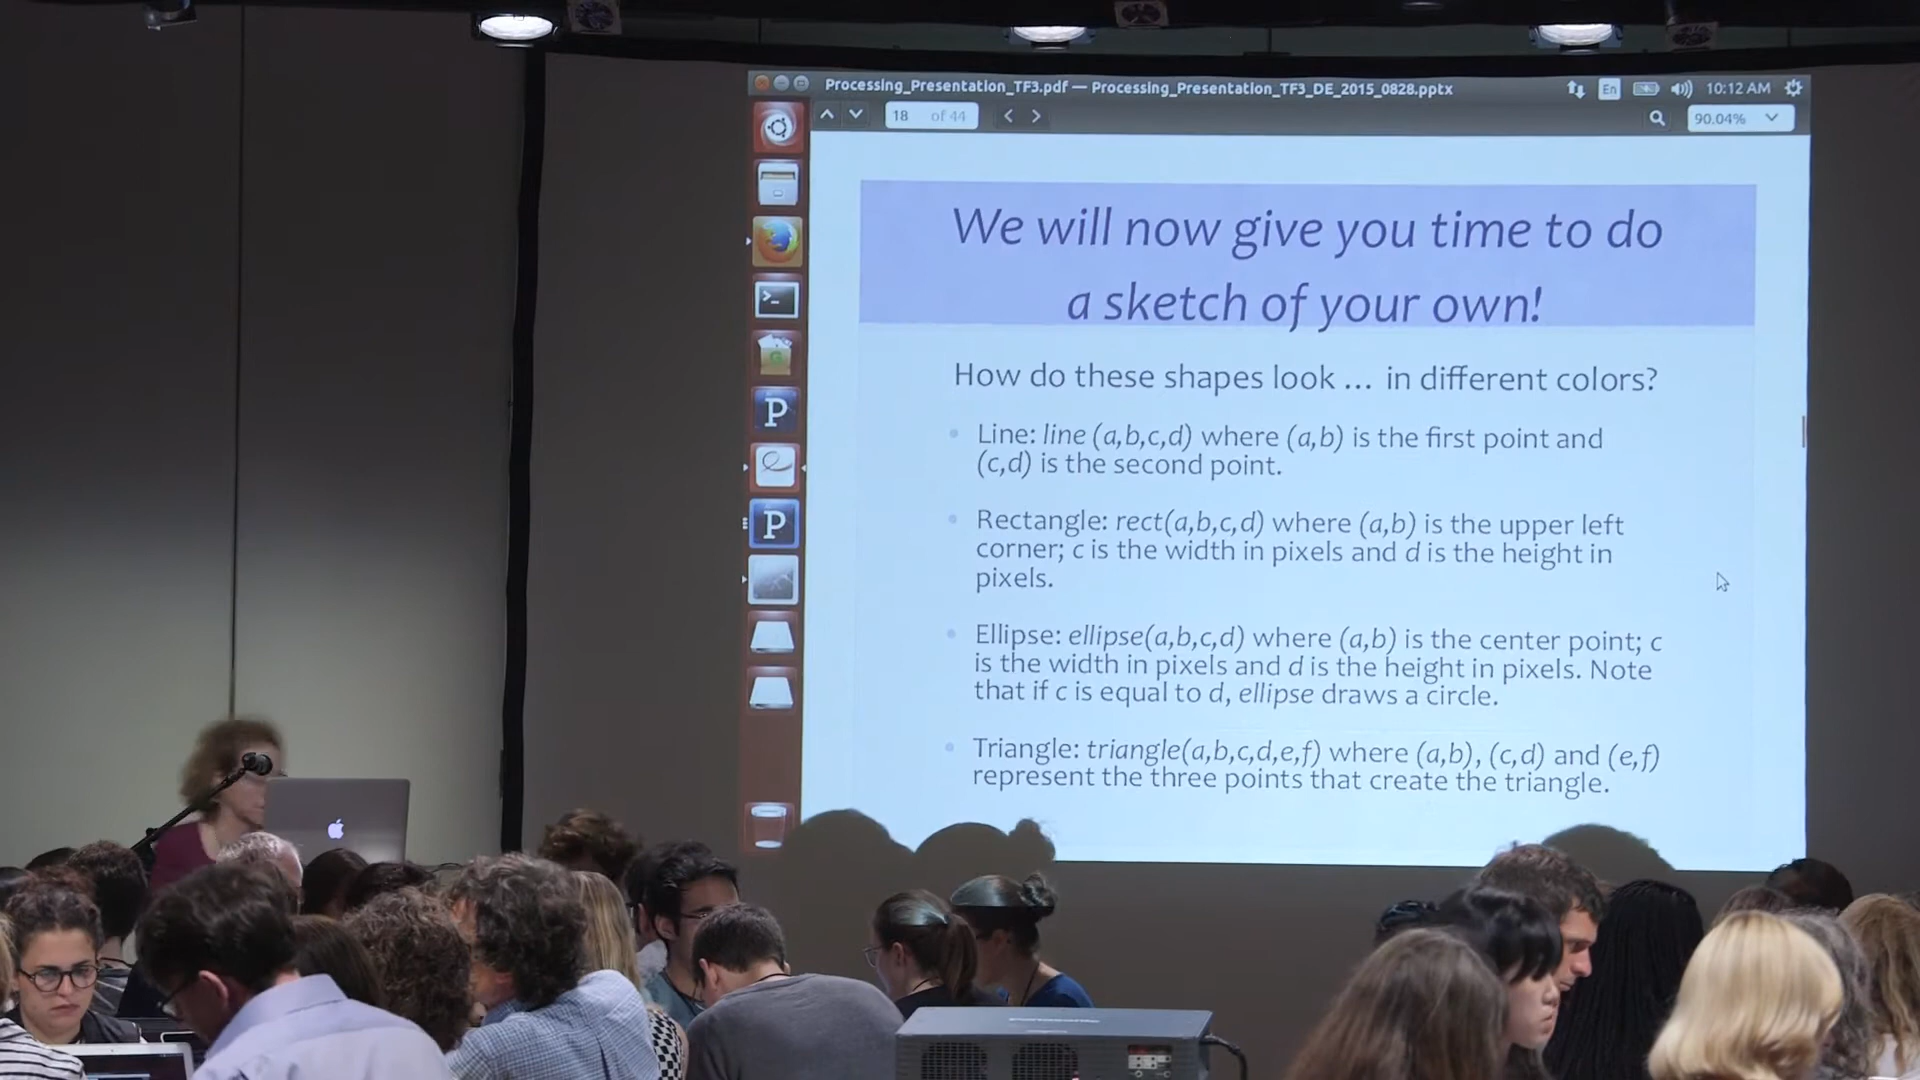 Processing_Presentation_TF3.pdf — Processing_Presentation_TF3_DE_2015_0828.pptx
En
10:12 AM
18 of 44
90.04%
We will now give you time to do
a sketch of your own!
How do these shapes look ... in different colors?
Line: line (a,b,c,d) where (a,b) is the first point and
(c,d) is the second point.
Rectangle: rect(a,b,c,d) where (a,b) is the upper left
corner; c is the width in pixels and d is the height in
pixels.
Ellipse: ellipse(a,b,c,d) where (a,b) is the center point; c
is the width in pixels and d is the height in pixels. Note
that if c is equal to d, ellipse draws a circle.
Triangle: triangle(a,b,c,d,e,f) where (a,b), (c,d) and (e,f)
represent the three points that create the triangle.
P
P